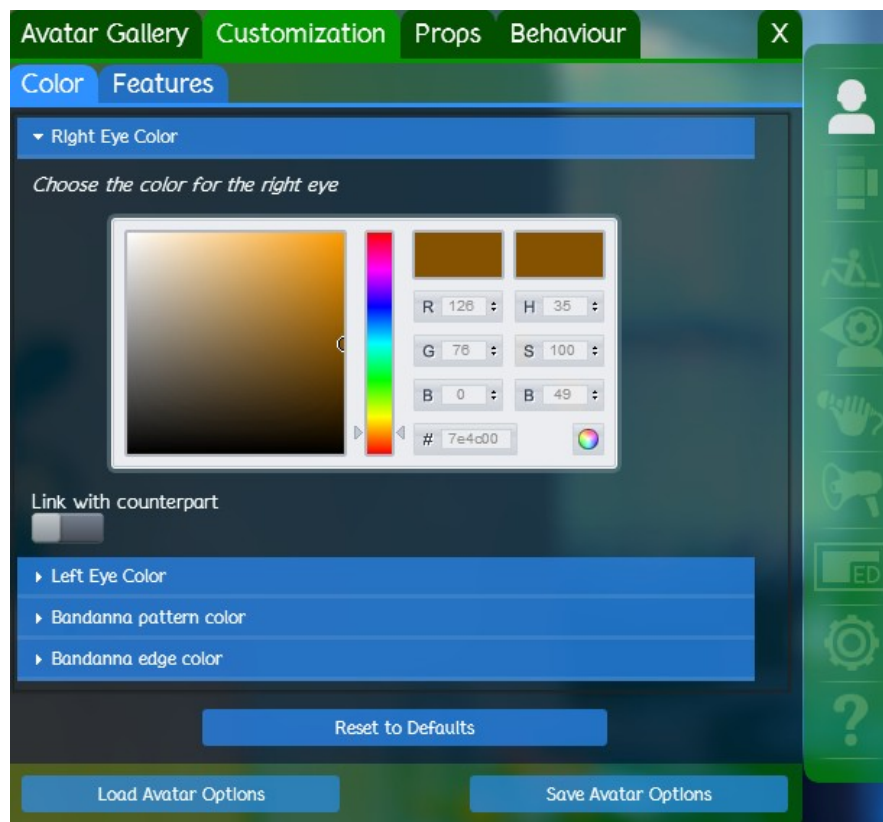 Avatar Gallery Customization Props Behaviour X
Color Features
Right Eye Color
Choose the color for the right eye
R 126 H 35
G 76 S 100
B 0 B 49
# 7e4c00
Link with counterpart
Left Eye Color
Bandanna pattern color
Bandanna edge color
ED
Reset to Defaults
?
Load Avatar Options Save Avatar Options